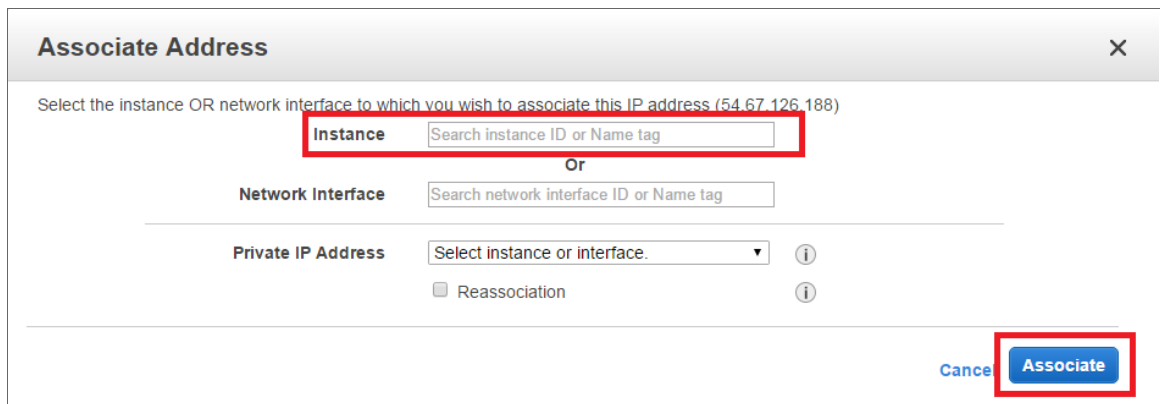 Associate Address
Select the instance OR network interface to which you wish to associate this IP address (54.67.126.188)
Instance Search instance ID or Name tag
Or
Network Interface Search network interface ID or Name tag
Private IP Address Select instance or interface.
Reassociation
Cancel Associate